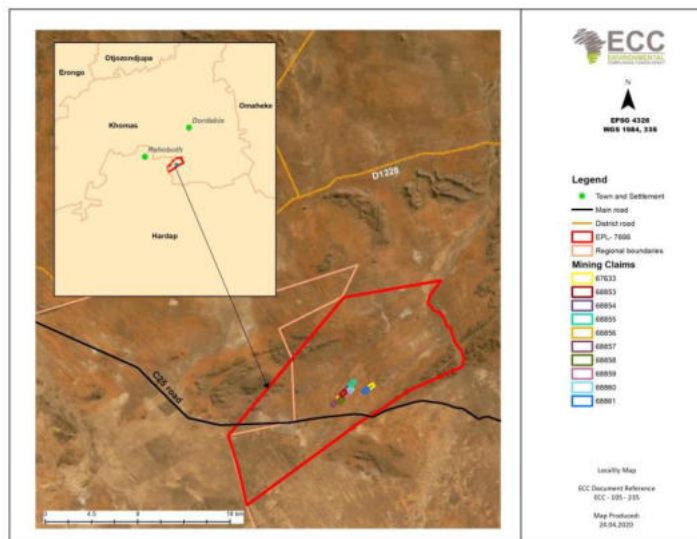 Otjozondjupa
Erongo
Omaheke
Khomas
Dordabis
Rehoboth
Hardap
D1228
C25 road
0 4.5 9 18 km
ECC
ENVIRONMENTAL
COMPLIANCE CONSULTANCY
N
EPSG 4326
WGS 1984, 33S
Legend
Town and Settlement
Main road
District road
EPL- 7698
Regional boundaries
Mining Claims
67633
68853
68854
68855
68856
68857
68858
68859
68860
68861
Locality Map
ECC Document Reference
ECC - 105 - 235
Map Produced:
24.04.2020